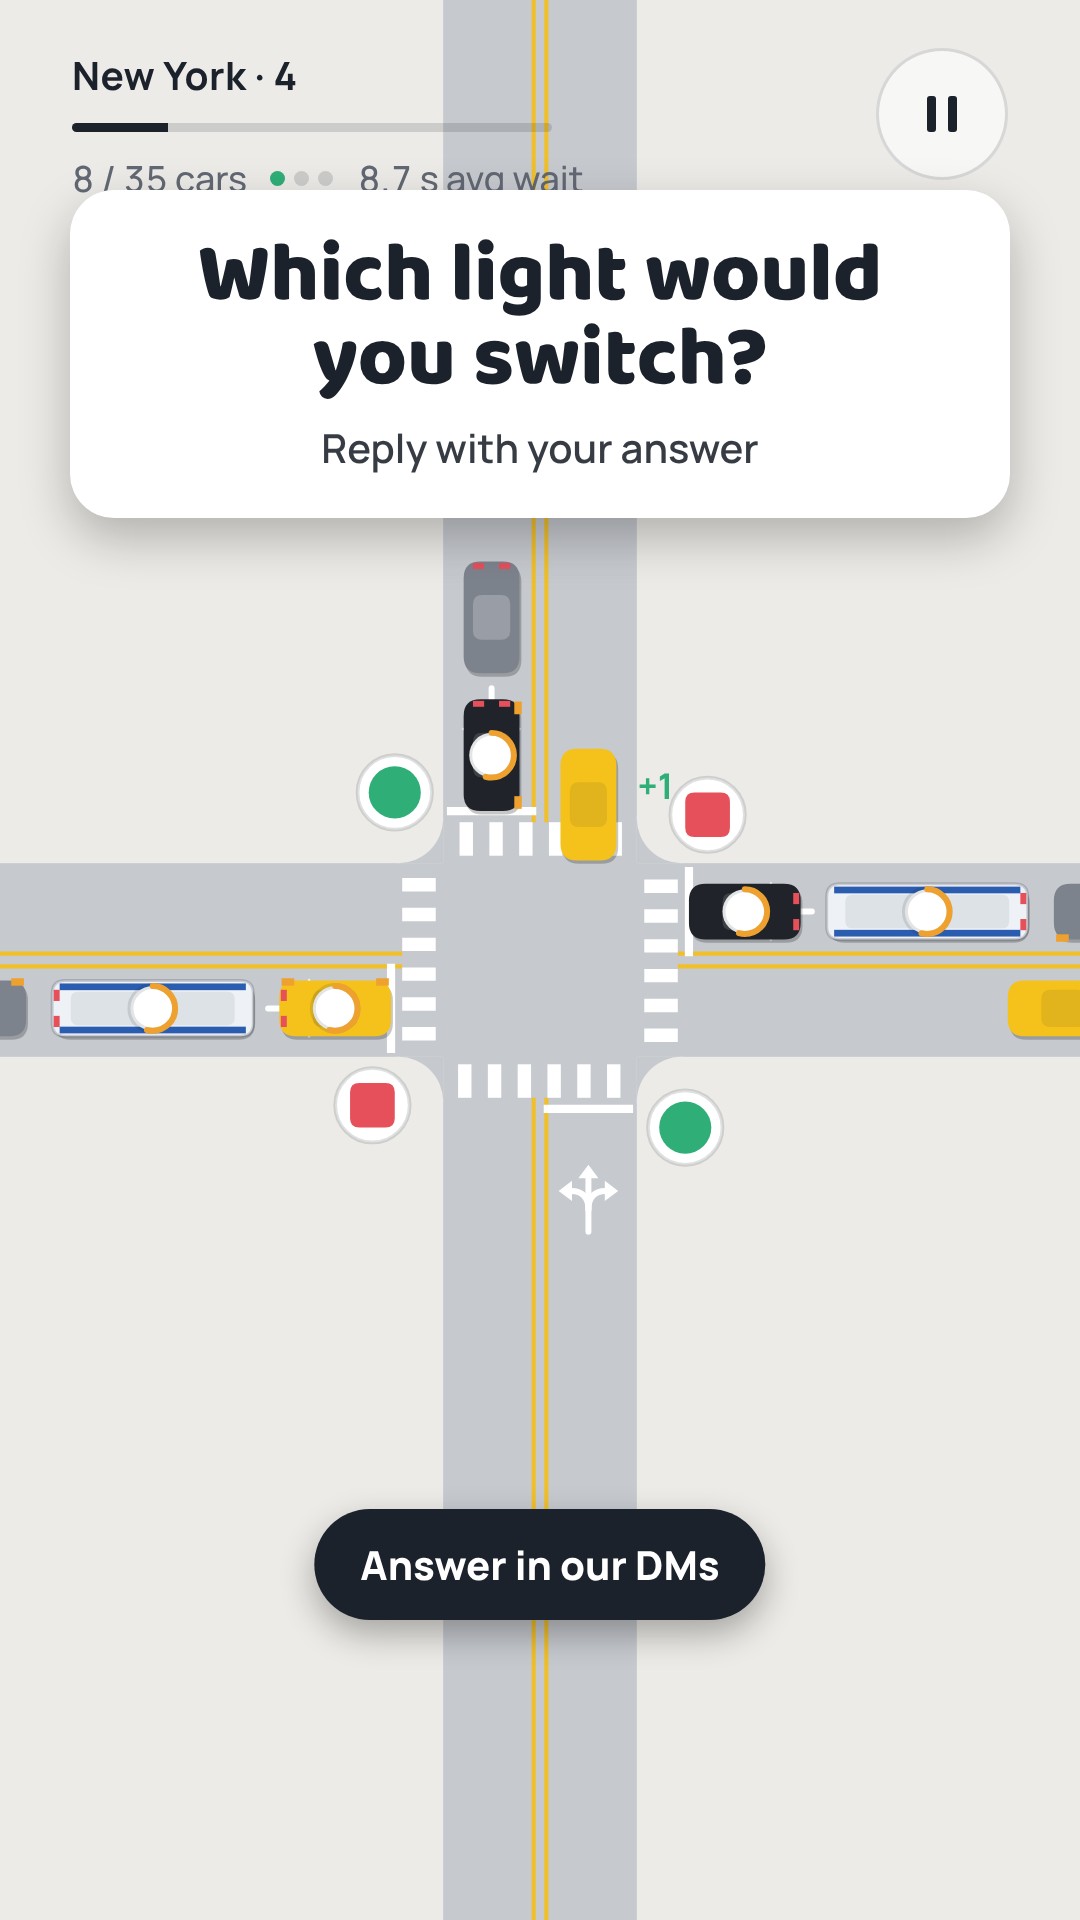 New York · 4
8 / 35 cars 8.7 s avg wait
Which light would
you switch?
Reply with your answer
+1
Answer in our DMs